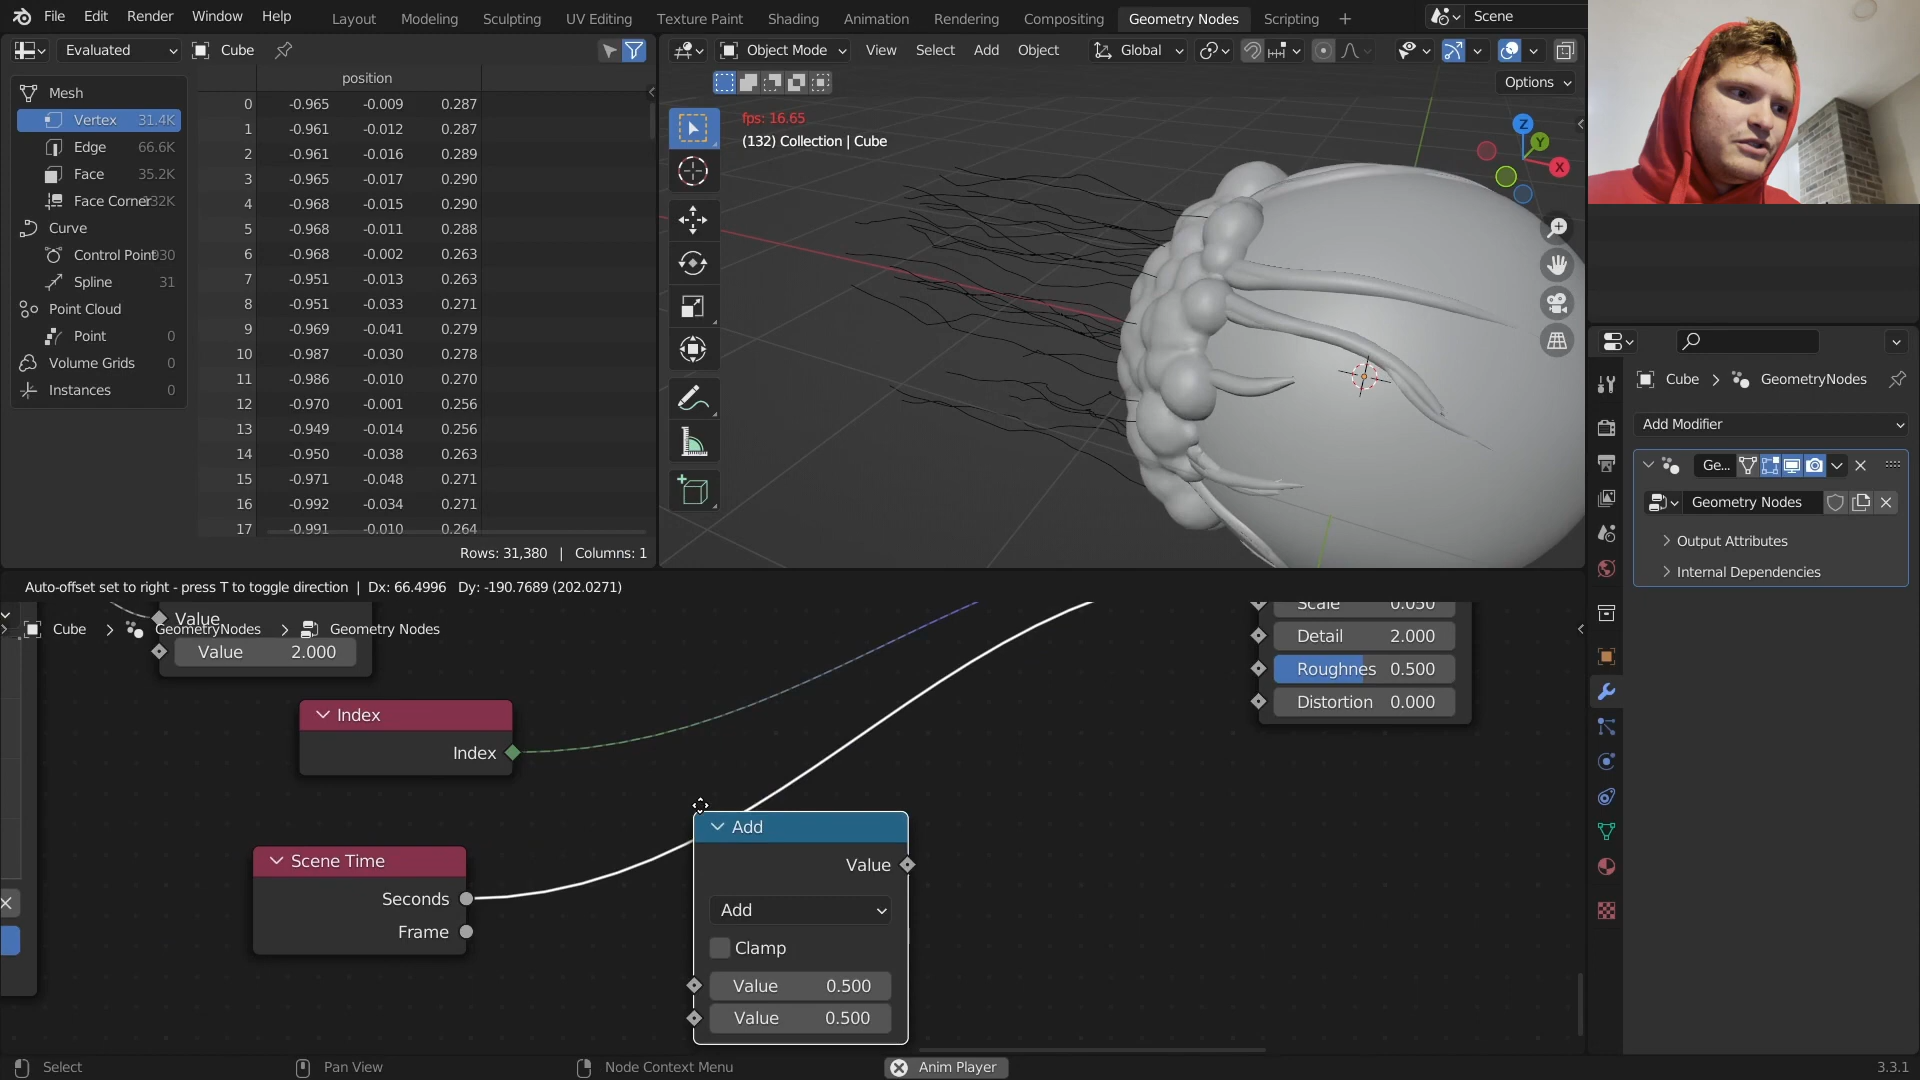 File Edit Render Window Help Layout Modeling Sculpting UV Editing Texture Paint Shading Animation Rendering Compositing Geometry Nodes Scripting + Scene
Evaluated Cube
Object Mode View Select Add Object Global
Options
position
Mesh
Vertex 31.4K
Edge 66.6K
Face 35.2K
Face Corner 32K
Curve
Control Point 930
Spline 31
Point Cloud
Point 0
Volume Grids 0
Instances 0
0 -0.965 -0.009 0.287
1 -0.961 -0.012 0.287
2 -0.961 -0.016 0.289
3 -0.965 -0.017 0.290
4 -0.968 -0.015 0.290
5 -0.968 -0.011 0.288
6 -0.968 -0.002 0.263
7 -0.951 -0.013 0.263
8 -0.951 -0.033 0.271
9 -0.969 -0.041 0.279
10 -0.987 -0.030 0.278
11 -0.986 -0.010 0.270
12 -0.970 -0.001 0.256
13 -0.949 -0.014 0.256
14 -0.950 -0.038 0.263
15 -0.971 -0.048 0.271
16 -0.992 -0.034 0.271
17 -0.991 -0.010 0.264
Rows: 31,380 | Columns: 1
fps: 16.65
(132) Collection | Cube
Z
Y
X
Cube > GeometryNodes
Add Modifier
Ge...
Geometry Nodes
Output Attributes
Internal Dependencies
Auto-offset set to right - press T to toggle direction | Dx: 66.4996 Dy: -190.7689 (202.0271)
Value
Cube > GeometryNodes > Geometry Nodes
Value 2.000
Index
Index
Scene Time
Seconds
Frame
Add
Value
Add
Clamp
Value 0.500
Value 0.500
Scale 0.050
Detail 2.000
Roughnes 0.500
Distortion 0.000
Select Pan View Node Context Menu Anim Player 3.3.1